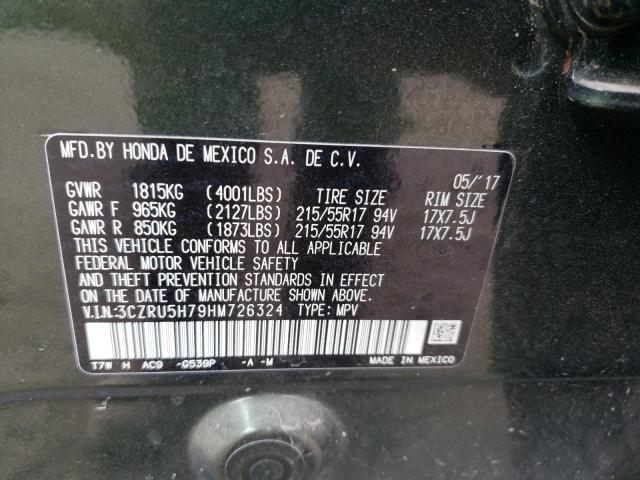 MFD.BY HONDA DE MEXICO S.A. DE C.V.
05/'17
GVWR 1815KG (4001LBS) TIRE SIZE RIM SIZE
GAWR F 965KG (2127LBS) 215/55R17 94V 17X7.5J
GAWR R 850KG (1873LBS) 215/55R17 94V 17X7.5J
THIS VEHICLE CONFORMS TO ALL APPLICABLE
FEDERAL MOTOR VEHICLE SAFETY
AND THEFT PREVENTION STANDARDS IN EFFECT
ON THE DATE OF MANUFACTURE SHOWN ABOVE.
V.I.N.:3CZRU5H79HM726324 TYPE: MPV
T7W H AC9 -G539P -A -M MADE IN MEXICO